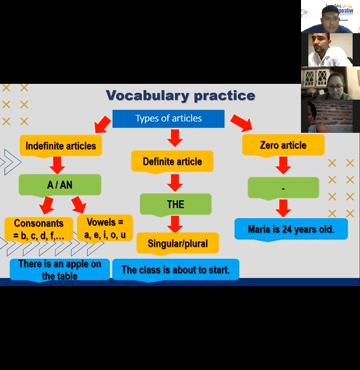 Vocabulary practice
Types of articles
Indefinite articles
Definite article
Zero article
A / AN
THE
-
Consonants
= b, c, d, f,...
Vowels =
a, e, i, o, u
Singular/plural
Maria is 24 years old.
There is an apple on
the table
The class is about to start.